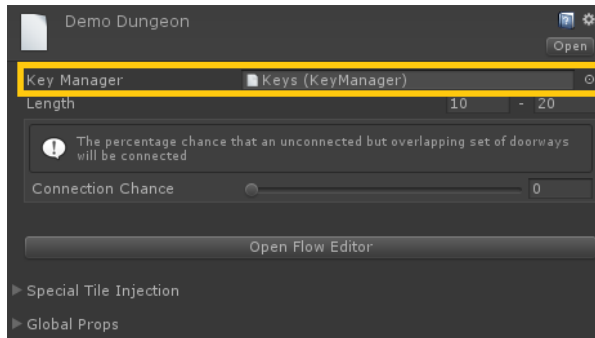 Demo Dungeon
Open
Key Manager Keys (KeyManager)
Length 10 - 20
The percentage chance that an unconnected but overlapping set of doorways
will be connected
Connection Chance 0
Open Flow Editor
Special Tile Injection
Global Props